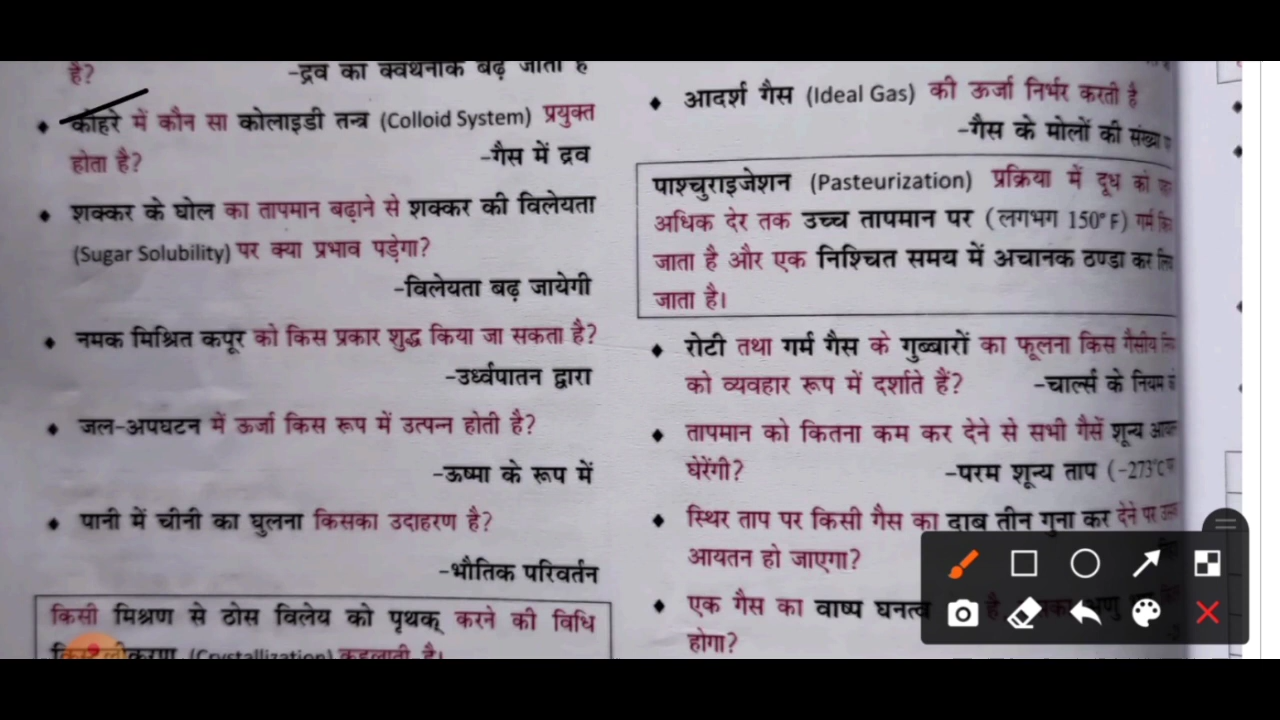 है?
-द्रव का क्वथनांक बढ़ जाता है
कोहरे में कौन सा कोलाइडी तन्त्र (Colloid System) प्रयुक्त
होता है?
-गैस में द्रव
शक्कर के घोल का तापमान बढ़ाने से शक्कर की विलेयता
(Sugar Solubility) पर क्या प्रभाव पड़ेगा?
-विलेयता बढ़ जायेगी
नमक मिश्रित कपूर को किस प्रकार शुद्ध किया जा सकता है?
-उर्ध्वपातन द्वारा
जल-अपघटन में ऊर्जा किस रूप में उत्पन्न होती है?
-ऊष्मा के रूप में
पानी में चीनी का घुलना किसका उदाहरण है?
-भौतिक परिवर्तन
किसी मिश्रण से ठोस विलेय को पृथक् करने की विधि
(Crystallization) कहलाती है।
आदर्श गैस (Ideal Gas) की ऊर्जा निर्भर करती है
-गैस के मोलों की संख्या
पाश्चुराइजेशन (Pasteurization) प्रक्रिया में दूध को
अधिक देर तक उच्च तापमान पर (लगभग 150°F) गर्म
जाता है और एक निश्चित समय में अचानक ठण्डा कर
जाता है।
रोटी तथा गर्म गैस के गुब्बारों का फूलना किस गैसीय
को व्यवहार रूप में दर्शाते हैं?
-चार्ल्स के नियम
तापमान को कितना कम कर देने से सभी गैसें शून्य
घेरेंगी?
-परम शून्य ताप (-273°C
स्थिर ताप पर किसी गैस का दाब तीन गुना कर देने पर
आयतन हो जाएगा?
एक गैस का वाष्प घनत्व है
होगा?